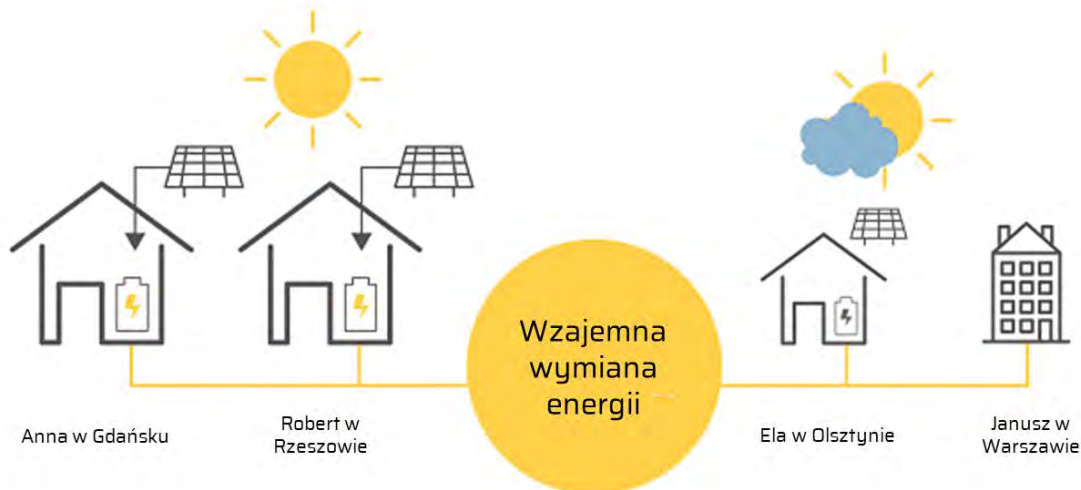 Wzajemna
wymiana
energii
Anna w Gdańsku
Robert w
Rzeszowie
Ela w Olsztynie
Janusz w
Warszawie